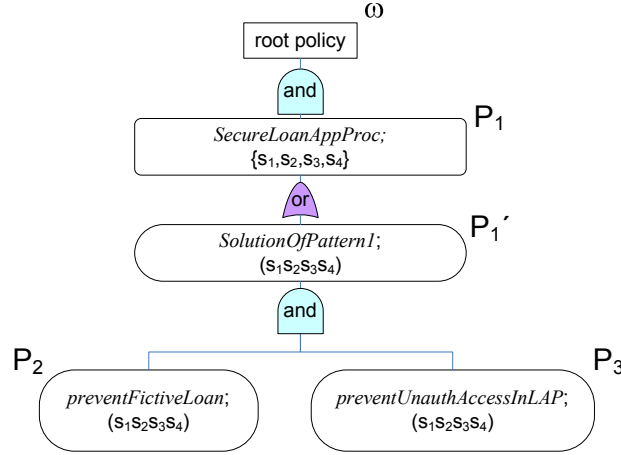 ω
root policy
and
P₁
SecureLoanAppProc;
{s₁,s₂,s₃,s₄}
or
P₁´
SolutionOfPattern1;
(s₁s₂s₃s₄)
and
P₂
P₃
preventFictiveLoan;
(s₁s₂s₃s₄)
preventUnauthAccessInLAP;
(s₁s₂s₃s₄)